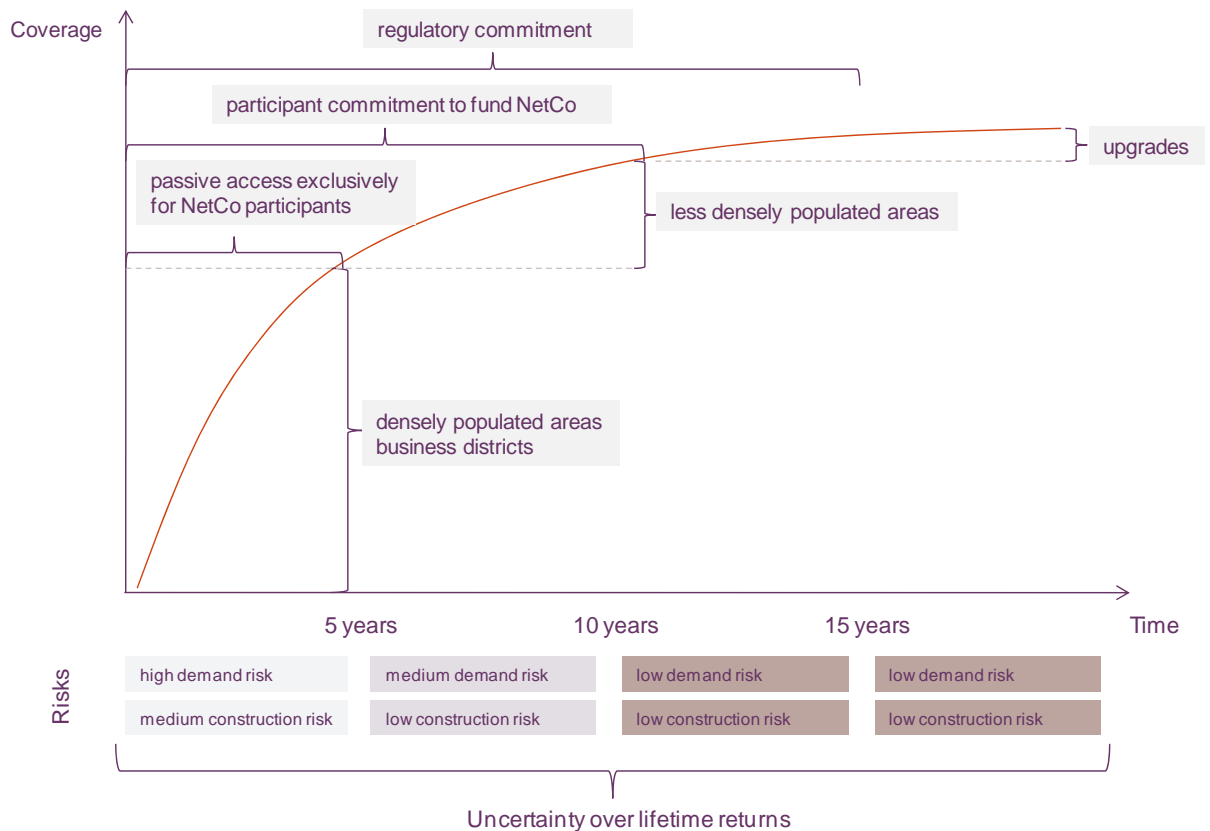 Coverage
regulatory commitment
participant commitment to fund NetCo
upgrades
passive access exclusively
for NetCo participants
less densely populated areas
densely populated areas
business districts
5 years
10 years
15 years
Time
Risks
high demand risk
medium demand risk
low demand risk
low demand risk
medium construction risk
low construction risk
low construction risk
low construction risk
Uncertainty over lifetime returns